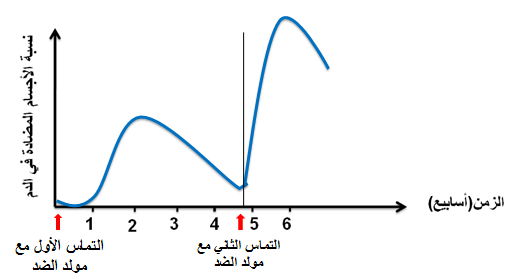 نسبة الأجسام المضادة في الدم
الزمن(أسابيع)
1 2 3 4 5 6
التماس الأول مع
مولد الضد
التماس الثاني مع
مولد الضد